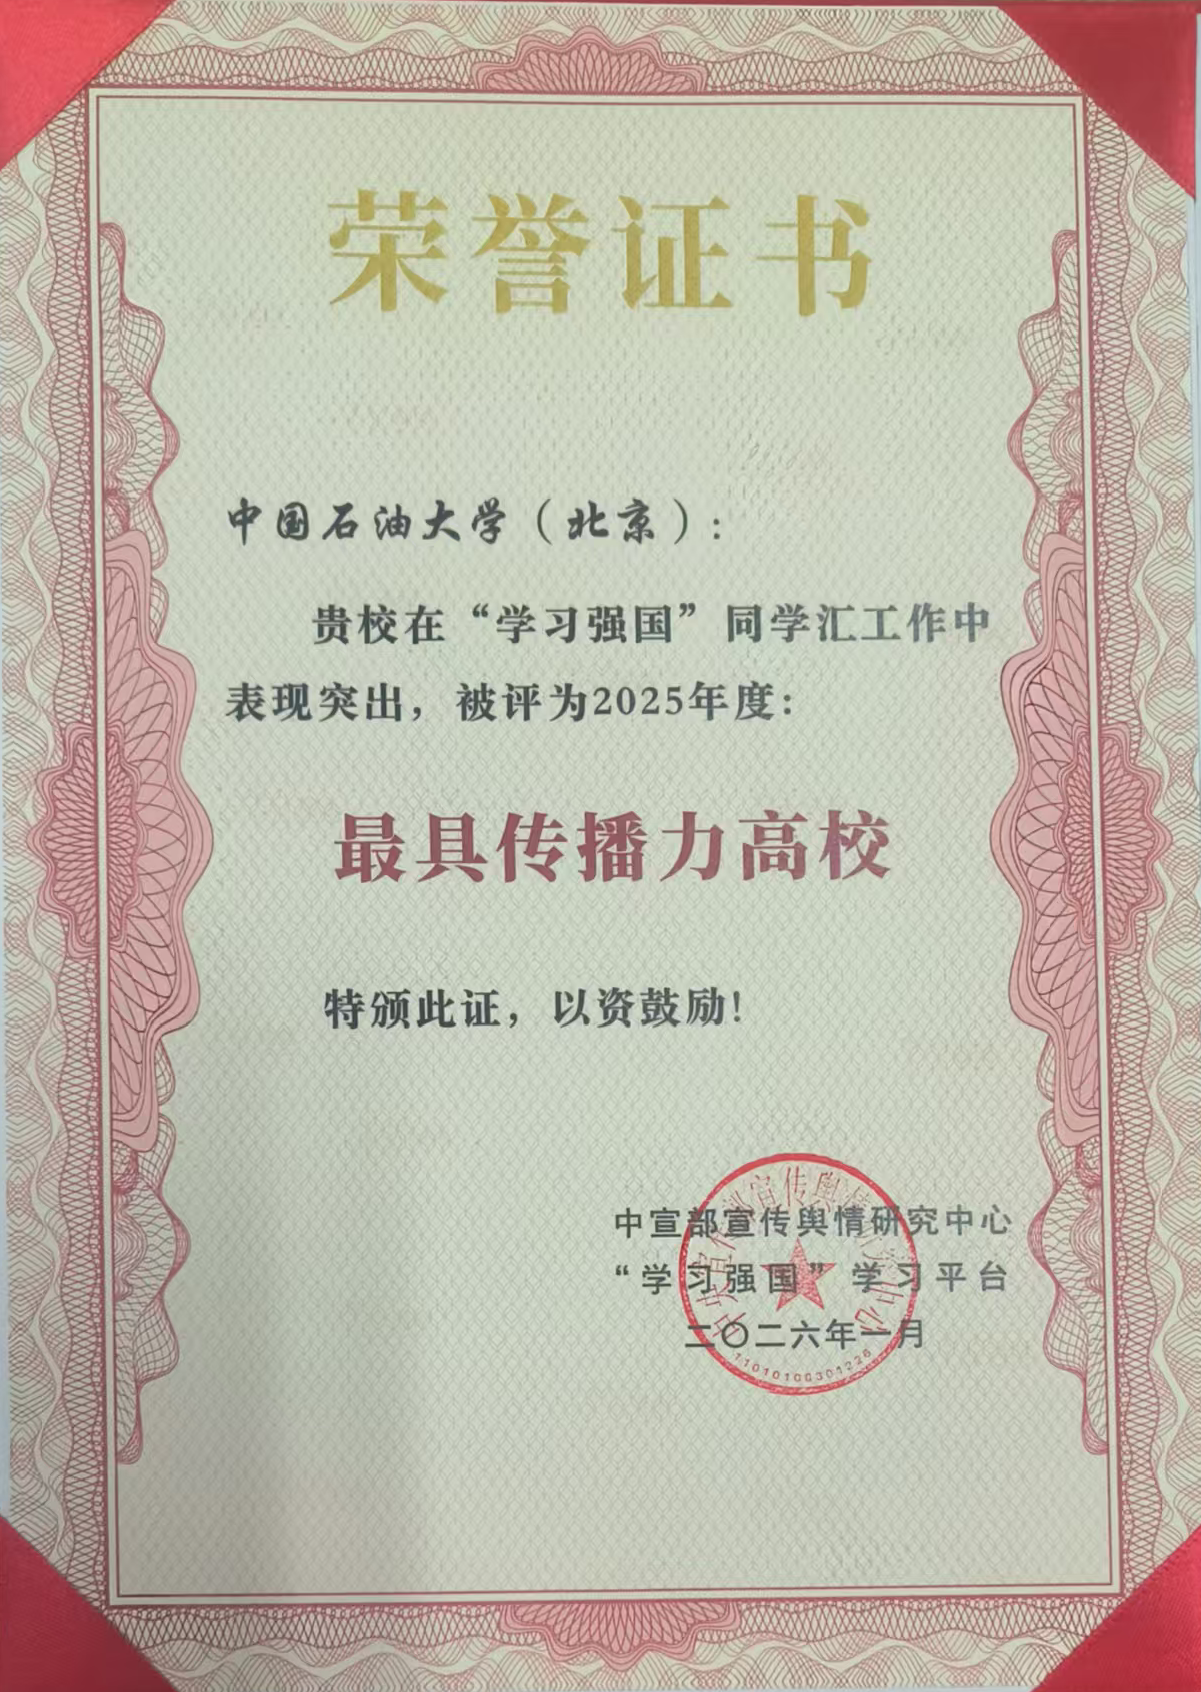 荣誉证书
中国石油大学（北京）:
贵校在“学习强国”同学汇工作中
表现突出，被评为2025年度：
最具传播力高校
特颁此证，以资鼓励！
中宣部宣传舆情研究中心
“学习强国”学习平台
二〇二六年一月